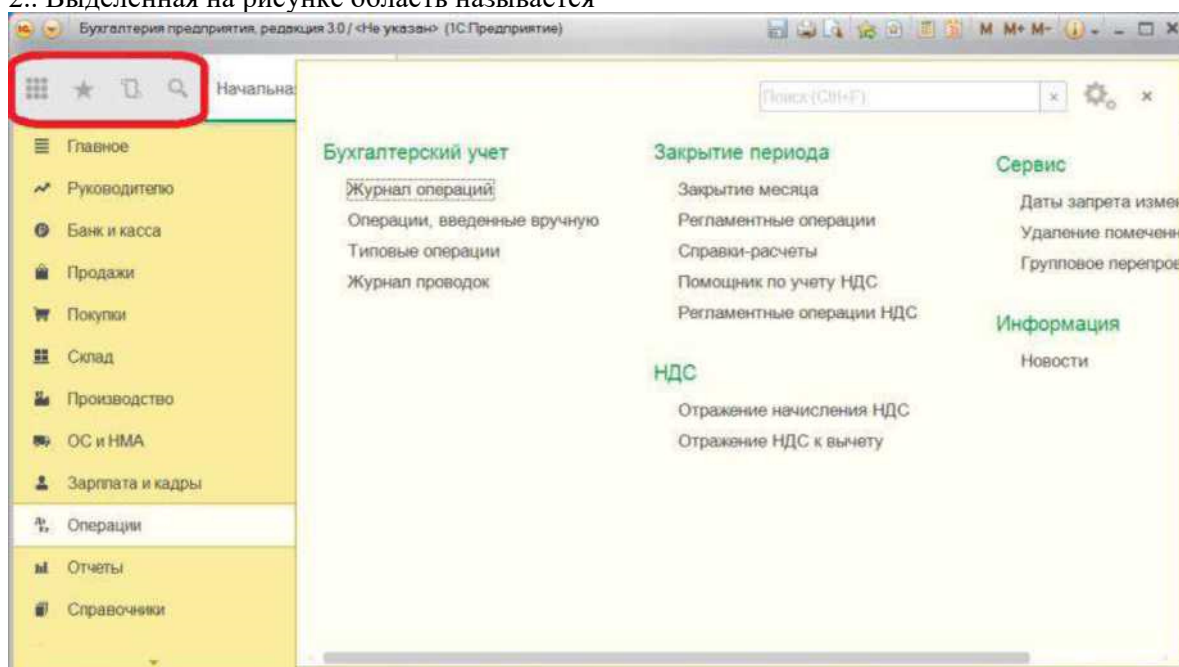 2.. Выделенная на рисунке область называется
Бухгалтерия предприятия, редакция 3.0 / <Не указан> (1С:Предприятие)
M M+ M-
Начальна
Поиск (Ctrl+F)
Главное
Руководителю
Банк и касса
Продажи
Покупки
Склад
Производство
ОС и НМА
Зарплата и кадры
Операции
Отчеты
Справочники
Бухгалтерский учет
Журнал операций
Операции, введенные вручную
Типовые операции
Журнал проводок
Закрытие периода
Закрытие месяца
Регламентные операции
Справки-расчеты
Помощник по учету НДС
Регламентные операции НДС
НДС
Отражение начисления НДС
Отражение НДС к вычету
Сервис
Даты запрета измен
Удаление помеченн
Групповое перепров
Информация
Новости